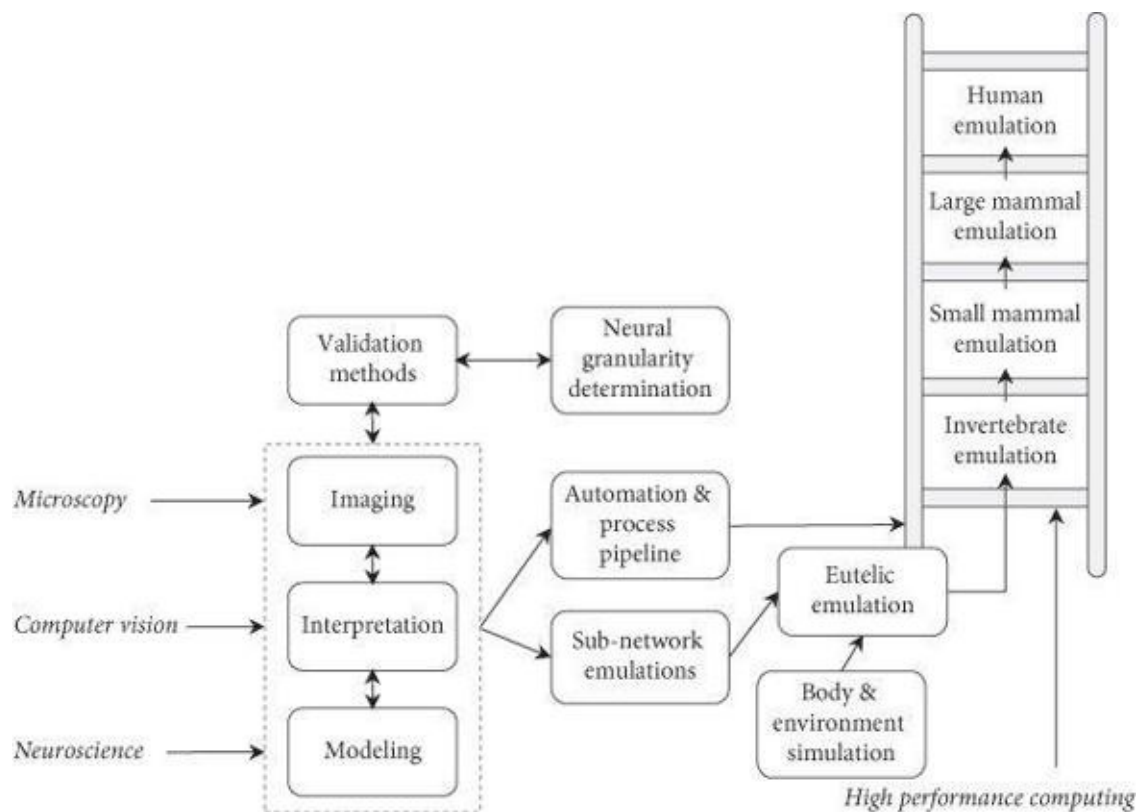 Human
emulation
Large mammal
emulation
Small mammal
emulation
Invertebrate
emulation
Validation
methods
Neural
granularity
determination
Microscopy
Imaging
Automation &
process
pipeline
Computer vision
Interpretation
Sub-network
emulations
Eutelic
emulation
Body &
environment
simulation
Neuroscience
Modeling
High performance computing